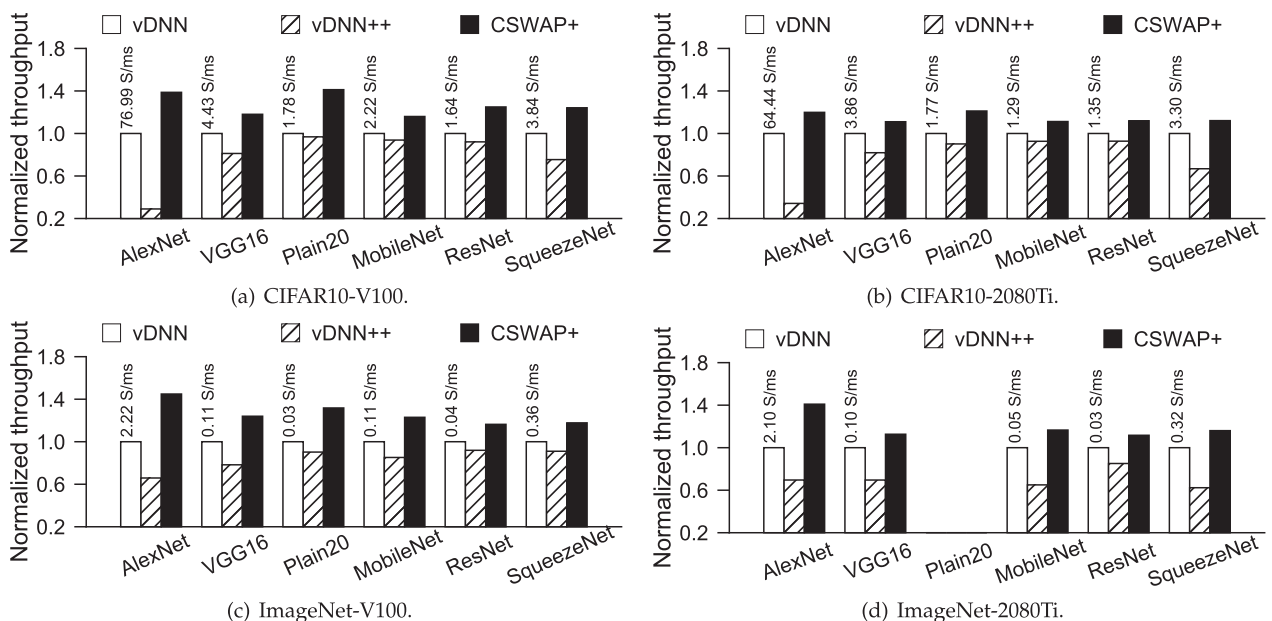 vDNN vDNN++ CSWAP+
Normalized throughput
1.8
1.4
1.0
0.6
0.2
76.99 S/ms
4.43 S/ms
1.78 S/ms
2.22 S/ms
1.64 S/ms
3.84 S/ms
AlexNet
VGG16
Plain20
MobileNet
ResNet
SqueezeNet
(a) CIFAR10-V100.
vDNN vDNN++ CSWAP+
Normalized throughput
1.8
1.4
1.0
0.6
0.2
64.44 S/ms
3.86 S/ms
1.77 S/ms
1.29 S/ms
1.35 S/ms
3.30 S/ms
AlexNet
VGG16
Plain20
MobileNet
ResNet
SqueezeNet
(b) CIFAR10-2080Ti.
vDNN vDNN++ CSWAP+
Normalized throughput
1.8
1.4
1.0
0.6
0.2
2.22 S/ms
0.11 S/ms
0.03 S/ms
0.11 S/ms
0.04 S/ms
0.36 S/ms
AlexNet
VGG16
Plain20
MobileNet
ResNet
SqueezeNet
(c) ImageNet-V100.
vDNN vDNN++ CSWAP+
Normalized throughput
1.8
1.4
1.0
0.6
0.2
2.10 S/ms
0.10 S/ms
0.05 S/ms
0.03 S/ms
0.32 S/ms
AlexNet
VGG16
Plain20
MobileNet
ResNet
SqueezeNet
(d) ImageNet-2080Ti.